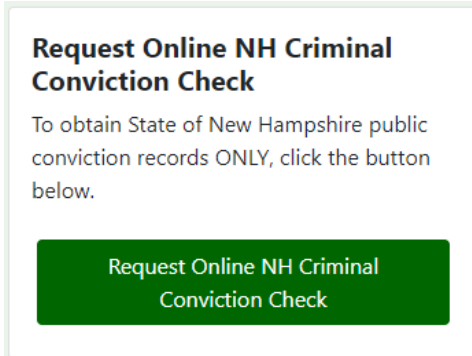 Request Online NH Criminal
Conviction Check
To obtain State of New Hampshire public
conviction records ONLY, click the button
below.
Request Online NH Criminal
Conviction Check